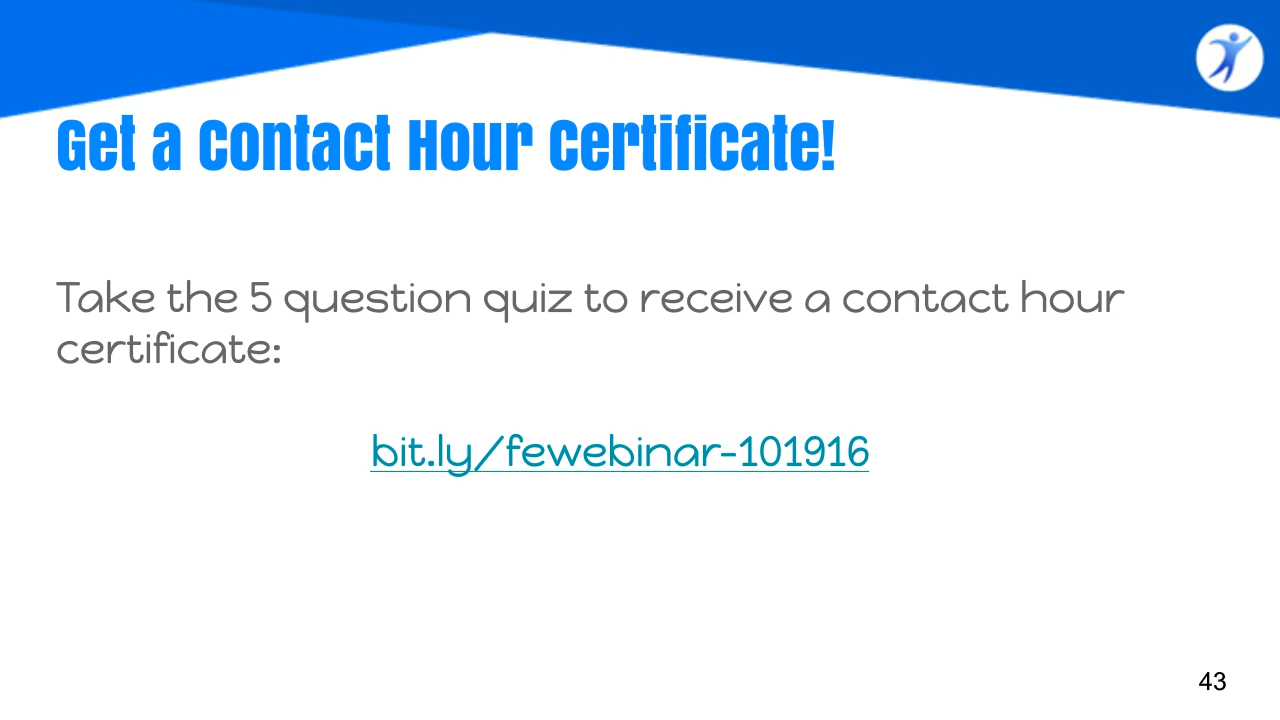 Get a Contact Hour Certificate!
Take the 5 question quiz to receive a contact hour
certificate:
bit.ly/fewebinar-101916
43